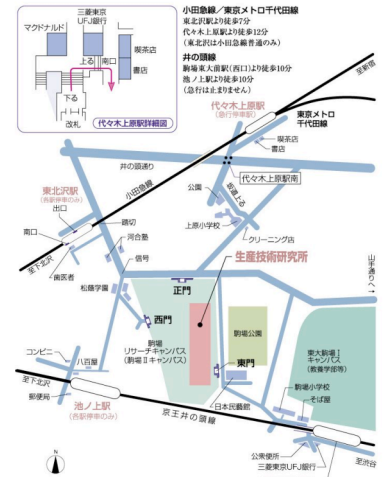 三菱東京
UFJ銀行
マクドナルド
喫茶店
上る
南口
書店
下る
改札
代々木上原駅詳細図
小田急線／東京メトロ千代田線
東北沢駅より徒歩7分
代々木上原駅より徒歩12分
（東北沢は小田急線普通のみ）
井の頭線
駒場東大前駅(西口)より徒歩10分
池ノ上駅より徒歩10分
（急行は止まりません）
至新宿
代々木上原駅
（急行停車駅）
東京メトロ
千代田線
喫茶店
書店
井の頭通り
代々木上原駅南
小田急線
東北沢駅
（各駅停車のみ）
出口
公園
坂道上る
踏切
南口
河合塾
上原小学校
クリーニング店
至下北沢
歯医者
信号
生産技術研究所
山手通りへ→
松蔭学園
正門
西門
駒場公園
駒場
リサーチキャンパス
（駒場Ⅱキャンパス）
東大駒場Ⅰ
キャンパス
（教養学部等）
コンビニ
八百屋
東門
至下北沢
郵便局
日本民藝館
駒場小学校
そば屋
池ノ上駅
（各駅停車のみ）
京王井の頭線
公衆便所
三菱東京UFJ銀行
至渋谷
N